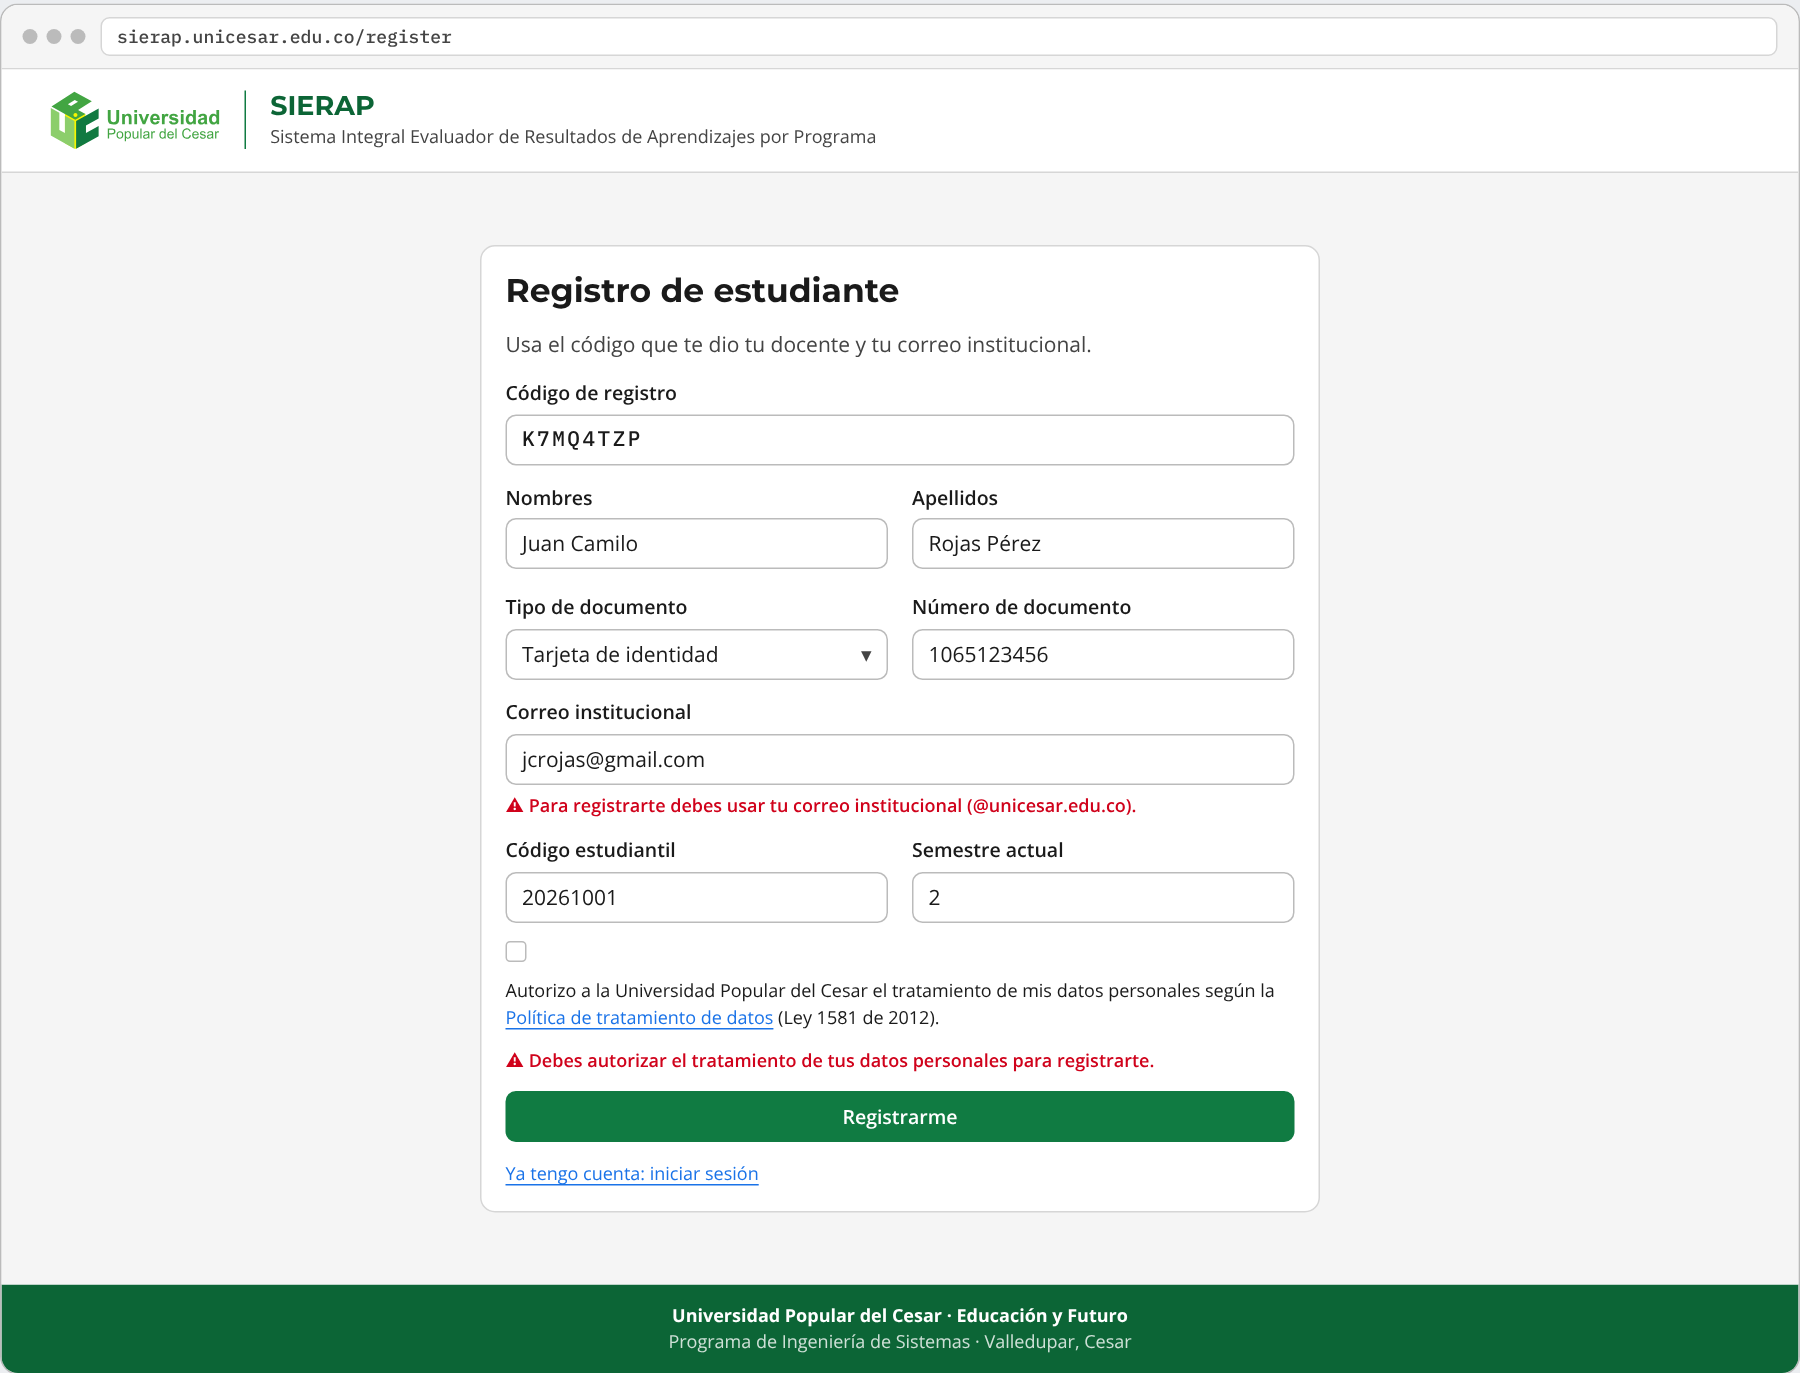 sierap.unicesar.edu.co/register
Universidad
Popular del Cesar
SIERAP
Sistema Integral Evaluador de Resultados de Aprendizajes por Programa
Registro de estudiante
Usa el código que te dio tu docente y tu correo institucional.
Código de registro
K7MQ4TZP
Nombres
Apellidos
Juan Camilo
Rojas Pérez
Tipo de documento
Número de documento
Tarjeta de identidad
1065123456
Correo institucional
jcrojas@gmail.com
Para registrarte debes usar tu correo institucional (@unicesar.edu.co).
Código estudiantil
Semestre actual
20261001
2
Autorizo a la Universidad Popular del Cesar el tratamiento de mis datos personales según la
Política de tratamiento de datos (Ley 1581 de 2012).
Debes autorizar el tratamiento de tus datos personales para registrarte.
Registrarme
Ya tengo cuenta: iniciar sesión
Universidad Popular del Cesar · Educación y Futuro
Programa de Ingeniería de Sistemas · Valledupar, Cesar